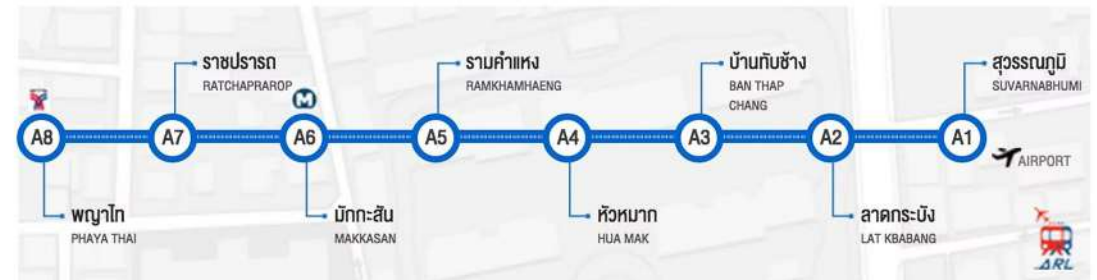 ราชปรารถ
RATCHAPRAROP
รามคำแหง
RAMKHAMHAENG
บ้านทับช้าง
BAN THAP
CHANG
สุวรรณภูมิ
SUVARNABHUMI
A8
A7
M
A6
A5
A4
A3
A2
A1
AIRPORT
พญาไท
PHAYA THAI
มักกะสัน
MAKKASAN
หัวหมาก
HUA MAK
ลาดกระบัง
LAT KBABANG
ARL